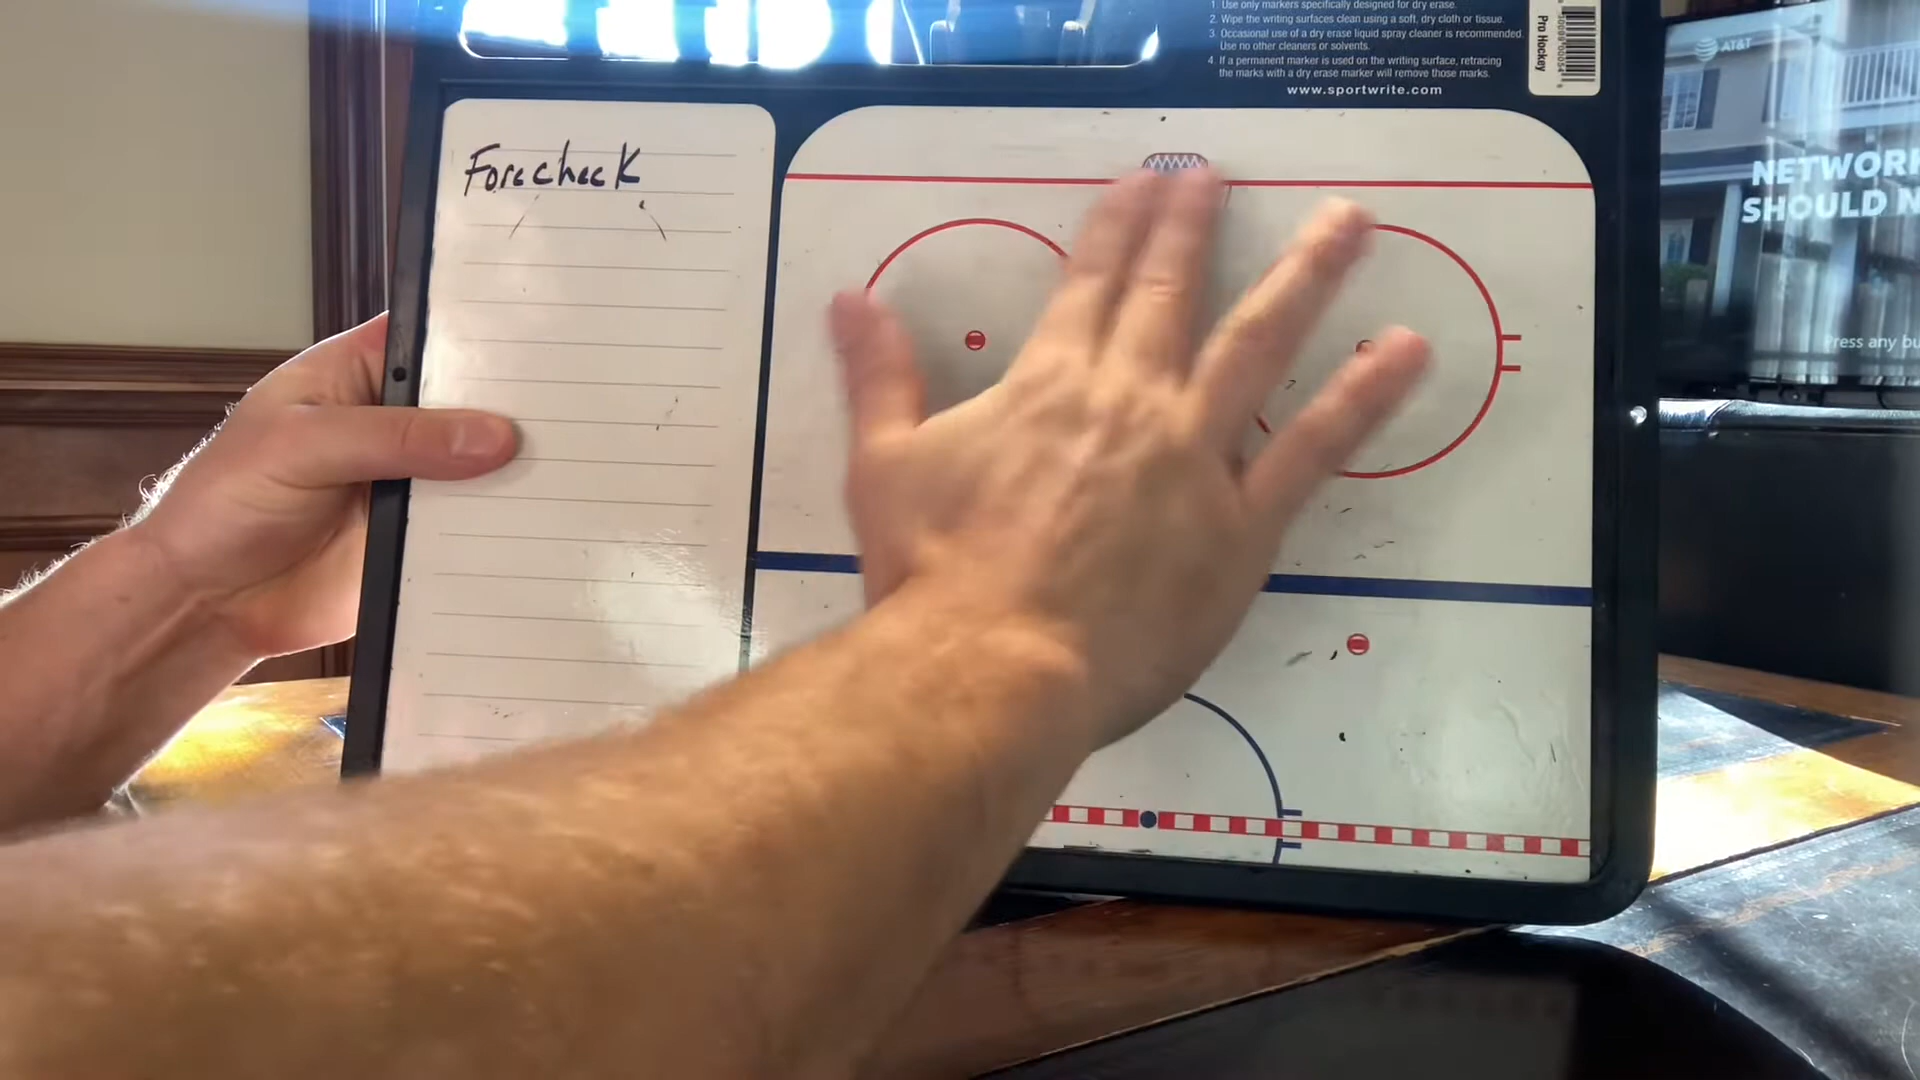 1. Use only markers specifically designed for dry erase.
2. Wipe the writing surfaces clean using a soft, dry cloth or tissue.
3. Occasional use of a dry erase liquid spray cleaner is recommended.
Use no other cleaners or solvents.
4. If a permanent marker is used on the writing surface, retracing
the marks with a dry erase marker will remove those marks.
www.sportwrite.com
Pro Hockey
Forecheck
AT&T
SHOULD
Press any